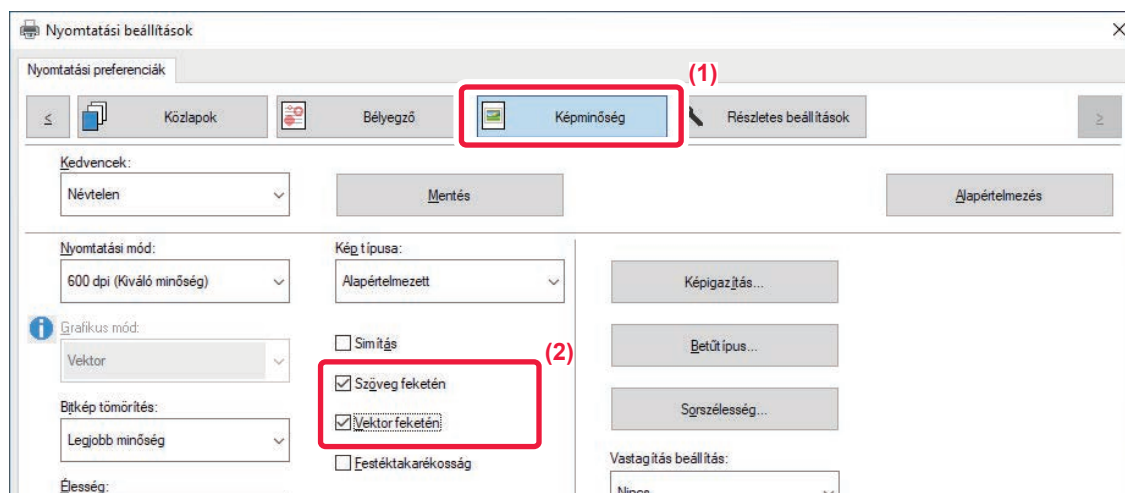 Nyomtatási beállítások
Nyomtatási preferenciák
(1)
< Közlapok Bélyegző Képminőség Részletes beállítások >
Kedvencek:
Névtelen Mentés Alapértelmezés
Nyomtatási mód: Kép típusa:
600 dpi (Kiváló minőség) Alapértelmezett Képigazítás...
Grafikus mód:
Simítás
(2)
Vektor Betűtípus...
Szöveg feketén
Bitkép tömörítés: Sorszélesség...
Vektor feketén
Legjobb minőség
Festéktakarékosság Vastagítás beállítás:
Élesség: Nincs